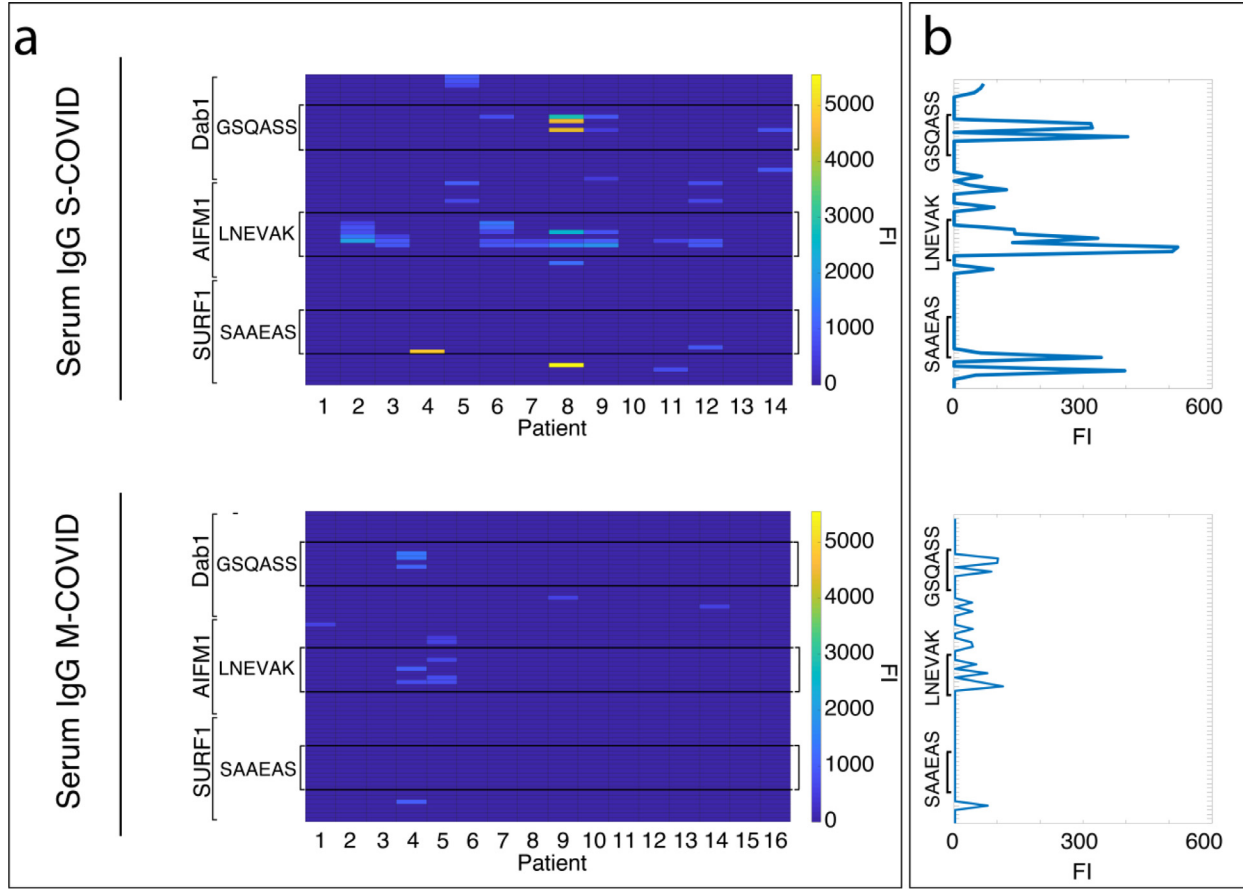 a
Serum IgG S-COVID
Dab1
AIFM1
SURF1
GSQASS
LNEVAK
SAAEAS
1 2 3 4 5 6 7 8 9 10 11 12 13 14
Patient
5000
4000
3000
2000
1000
0
FI
Serum IgG M-COVID
Dab1
AIFM1
SURF1
GSQASS
LNEVAK
SAAEAS
1 2 3 4 5 6 7 8 9 10 11 12 13 14 15 16
Patient
5000
4000
3000
2000
1000
0
FI
b
GSQASS
LNEVAK
SAAEAS
0 300 600
FI
GSQASS
LNEVAK
SAAEAS
0 300 600
FI